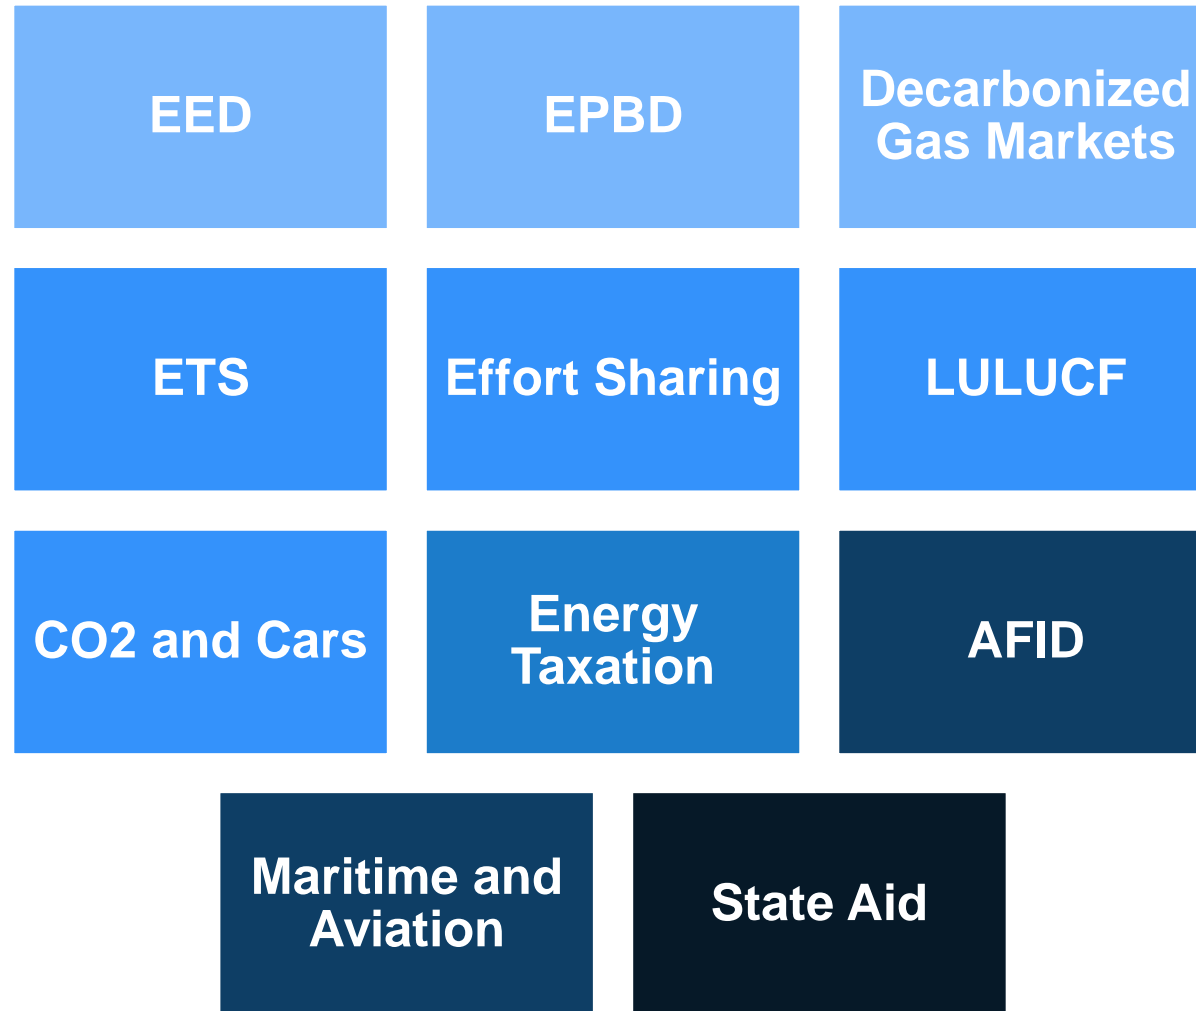 EED
EPBD
Decarbonized
Gas Markets
ETS
Effort Sharing
LULUCF
CO2 and Cars
Energy
Taxation
AFID
Maritime and
Aviation
State Aid